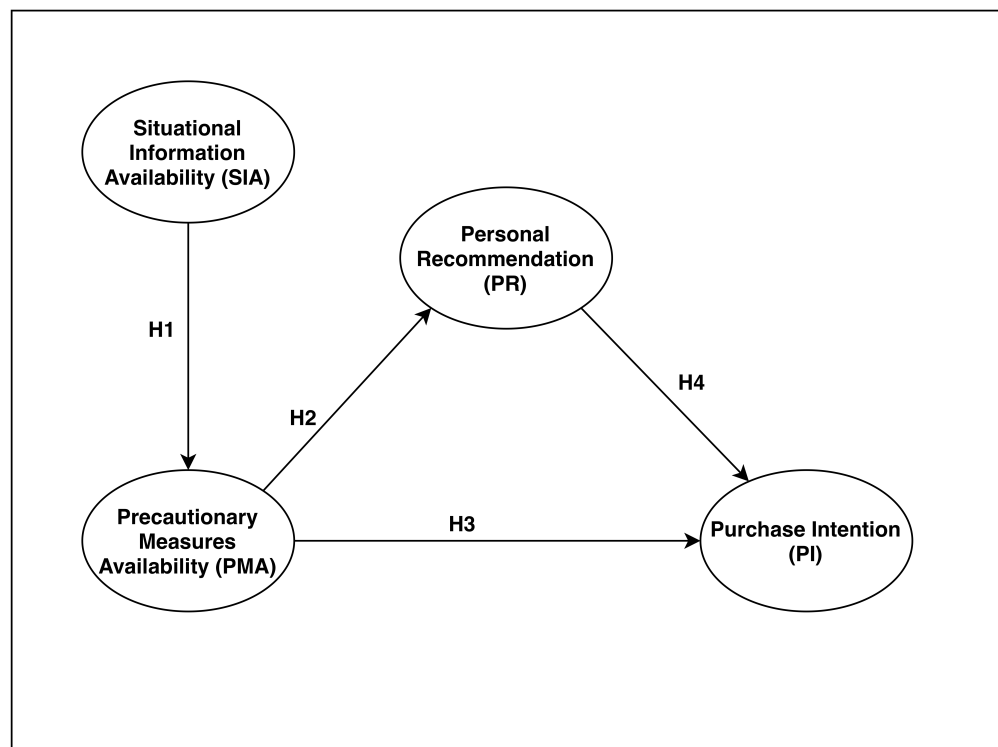 Situational
Information
Availability (SIA)
Personal
Recommendation
(PR)
H1
H4
H2
Precautionary
Measures
Availability (PMA)
H3
Purchase Intention
(PI)